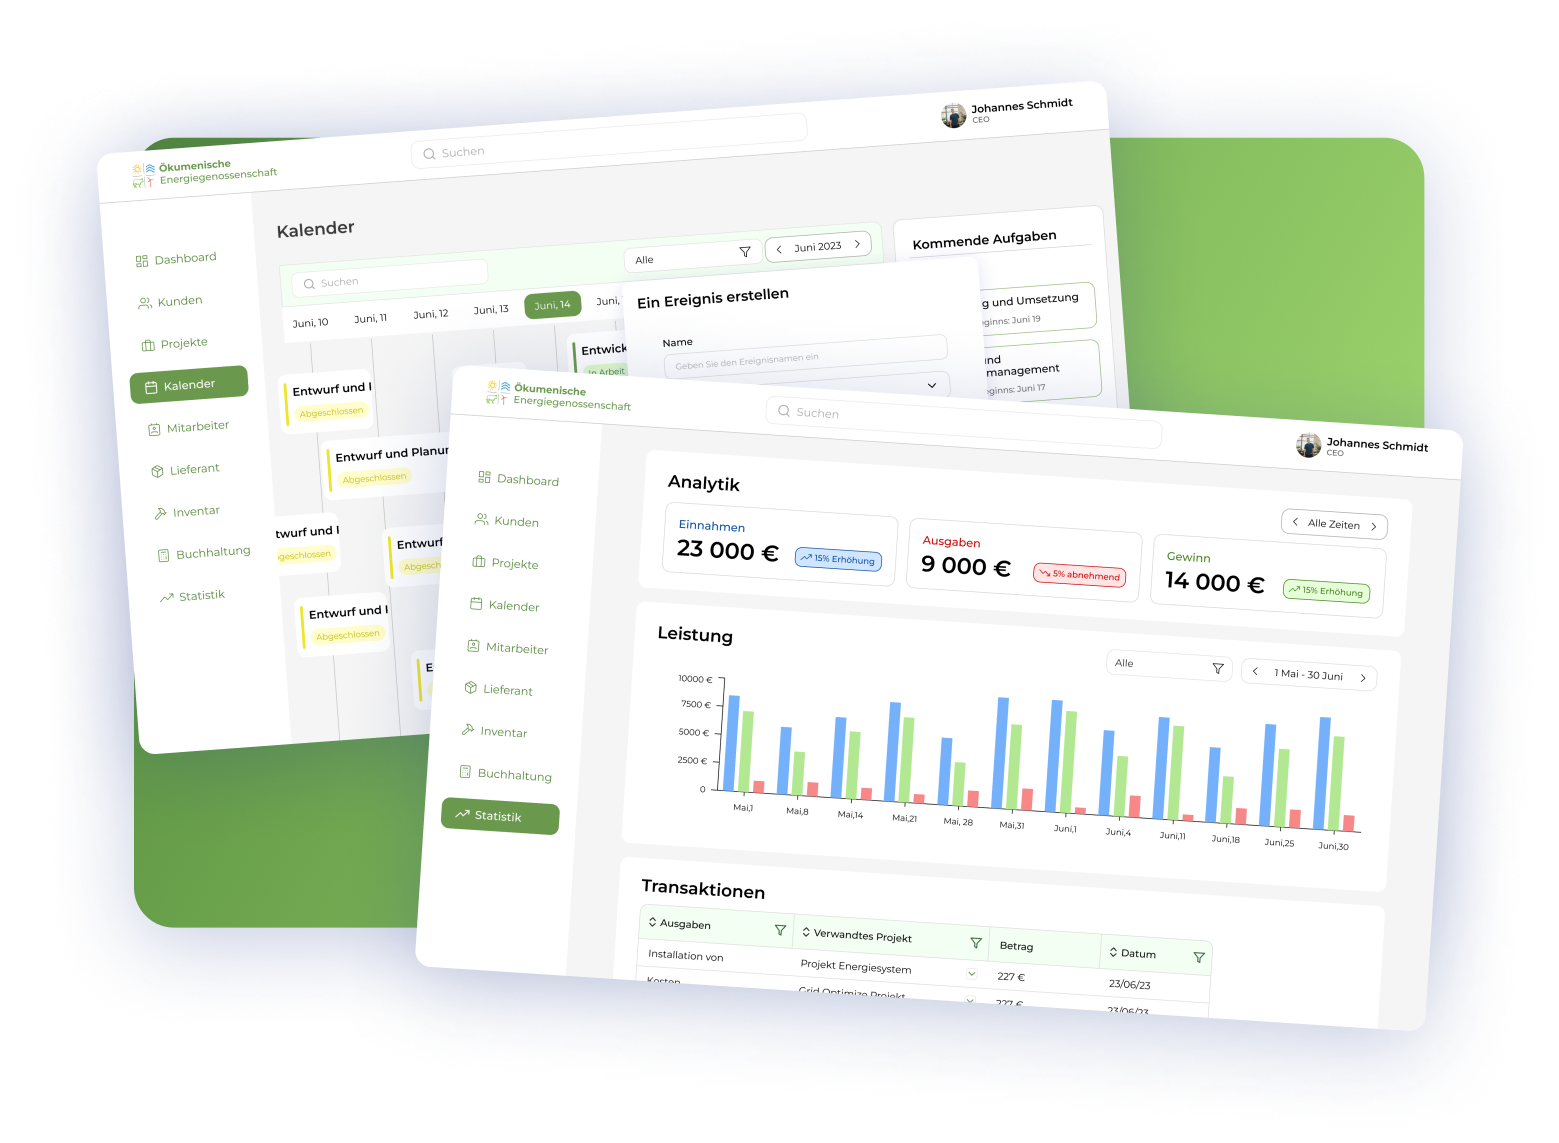 Ökumenische
Energiegenossenschaft
Suchen
Johannes Schmidt
CEO
Dashboard
Kunden
Projekte
Kalender
Mitarbeiter
Lieferant
Inventar
Buchhaltung
Statistik
Kalender
Suchen
Alle
Juni 2023
Juni, 10
Juni, 11
Juni, 12
Juni, 13
Juni, 14
Juni,
Entwick
In Arbeit
Entwurf und I
Abgeschlossen
Entwurf und Planur
Abgeschlossen
twurf und I
geschlossen
Entwurf
Abgesch
Entwurf und I
Abgeschlossen
E
Ein Ereignis erstellen
Name
Geben Sie den Ereignisnamen ein
Kommende Aufgaben
g und Umsetzung
eginns: Juni 19
und
management
eginns: Juni 17
Ökumenische
Energiegenossenschaft
Suchen
Johannes Schmidt
CEO
Dashboard
Kunden
Projekte
Kalender
Mitarbeiter
Lieferant
Inventar
Buchhaltung
Statistik
Analytik
Alle Zeiten
Einnahmen
23 000 €
15% Erhöhung
Ausgaben
9 000 €
5% abnehmend
Gewinn
14 000 €
15% Erhöhung
Leistung
Alle
1 Mai - 30 Juni
10000 €
7500 €
5000 €
2500 €
0
Mai,1
Mai,8
Mai,14
Mai,21
Mai, 28
Mai,31
Juni,1
Juni,4
Juni,11
Juni,18
Juni,25
Juni,30
Transaktionen
Ausgaben
Verwandtes Projekt
Betrag
Datum
Installation von
Projekt Energiesystem
227 €
23/06/23
Kosten
Grid Optimize Projekt
227 €
23/06/23